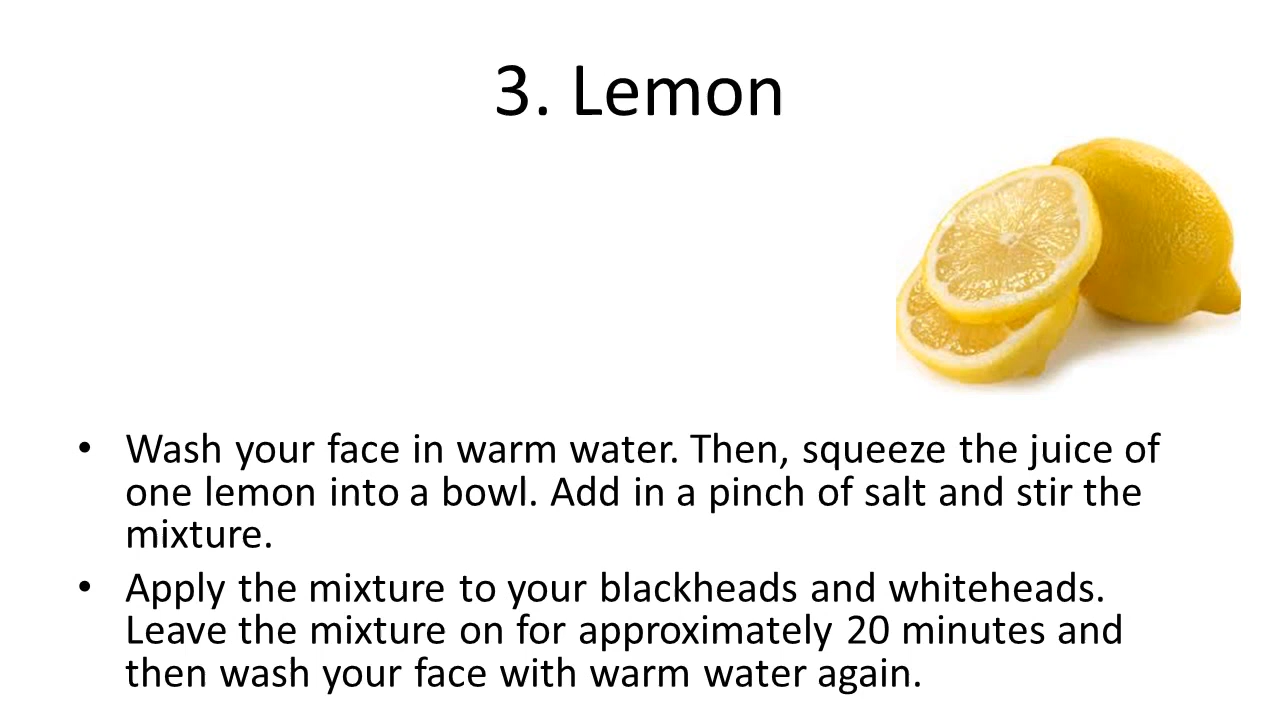 3. Lemon
• Wash your face in warm water. Then, squeeze the juice of
one lemon into a bowl. Add in a pinch of salt and stir the
mixture.
• Apply the mixture to your blackheads and whiteheads.
Leave the mixture on for approximately 20 minutes and
then wash your face with warm water again.